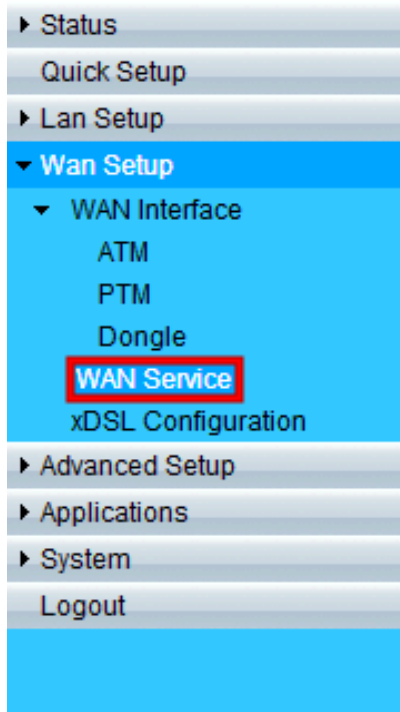 Status
Quick Setup
Lan Setup
Wan Setup
WAN Interface
ATM
PTM
Dongle
WAN Service
xDSL Configuration
Advanced Setup
Applications
System
Logout